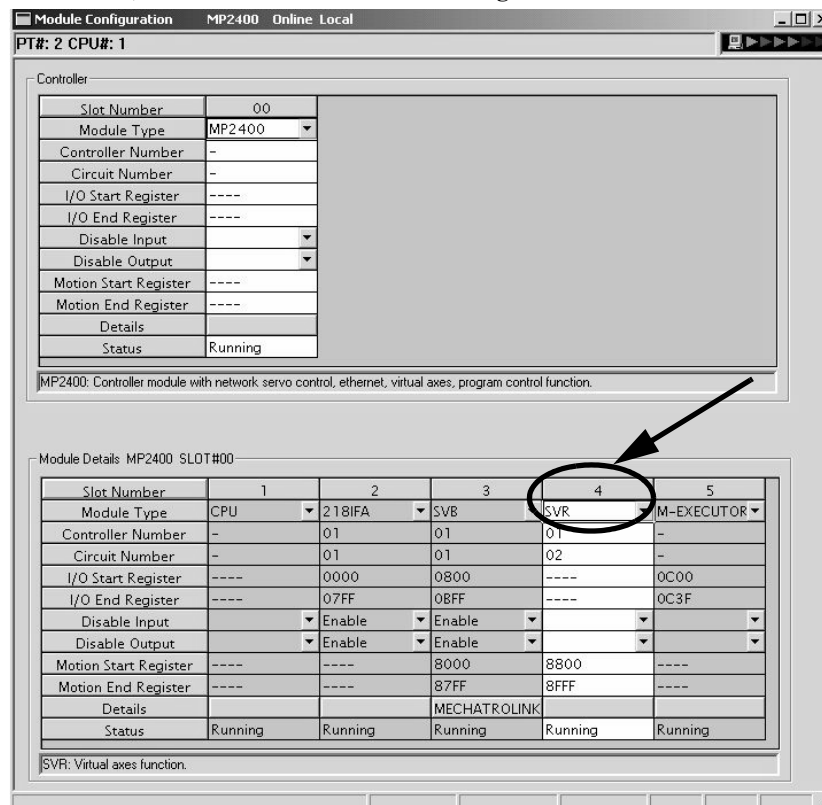 Module Configuration MP2400 Online Local
PT#: 2 CPU#: 1
Controller
Slot Number 00
Module Type MP2400
Controller Number -
Circuit Number -
I/O Start Register ----
I/O End Register ----
Disable Input
Disable Output
Motion Start Register ----
Motion End Register ----
Details
Status Running
MP2400: Controller module with network servo control, ethernet, virtual axes, program control function.
Module Details MP2400 SLOT#00
Slot Number 1 2 3 4 5
Module Type CPU 218IFA SVB SVR M-EXECUTOR
Controller Number - 01 01 01 -
Circuit Number - 01 01 02 -
I/O Start Register ---- 0000 0800 ---- 0C00
I/O End Register ---- 07FF 0BFF ---- 0C3F
Disable Input Enable Enable
Disable Output Enable Enable
Motion Start Register ---- ---- 8000 8800 ----
Motion End Register ---- ---- 87FF 8FFF ----
Details MECHATROLINK
Status Running Running Running Running Running
SVR: Virtual axes function.